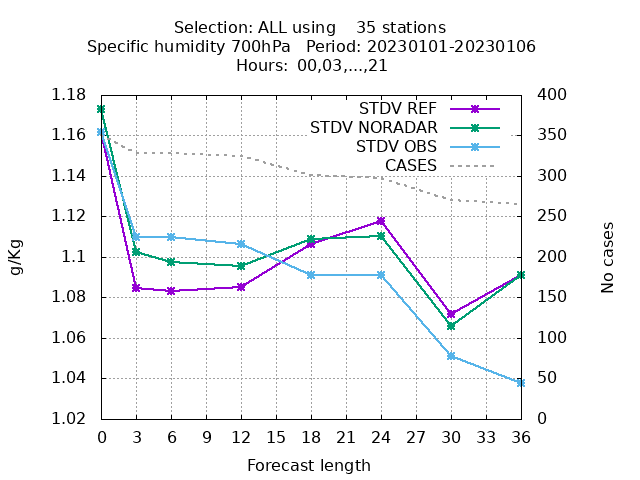 Selection: ALL using    35 stations
Specific humidity 700hPa   Period: 20230101-20230106
Hours: 00,03,...,21
STDV REF
STDV NORADAR
STDV OBS
CASES
g/Kg
1.18
1.16
1.14
1.12
1.1
1.08
1.06
1.04
1.02
400
350
300
250
200
150
100
50
0
No cases
0 3 6 9 12 15 18 21 24 27 30 33 36
Forecast length